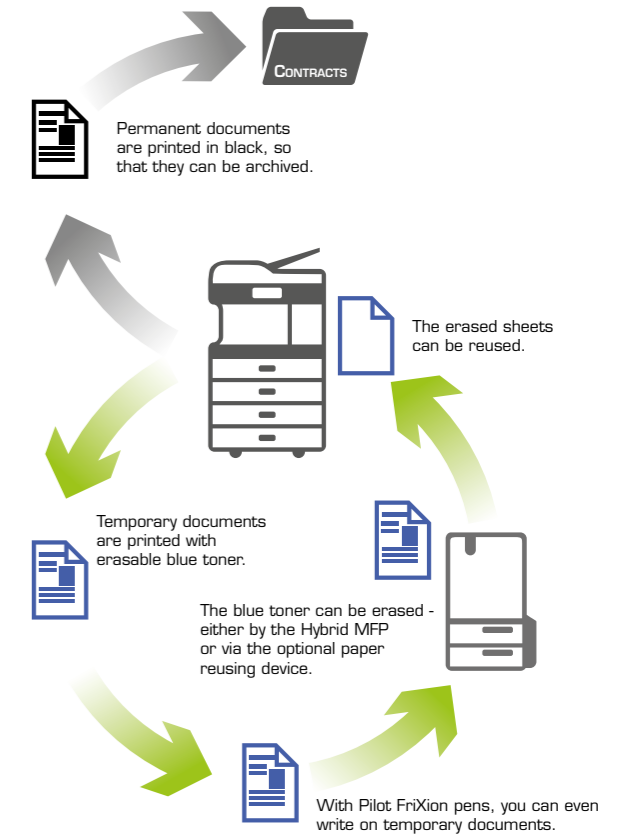 CONTRACTS
Permanent documents
are printed in black, so
that they can be archived.
The erased sheets
can be reused.
Temporary documents
are printed with
erasable blue toner.
The blue toner can be erased -
either by the Hybrid MFP
or via the optional paper
reusing device.
With Pilot FriXion pens, you can even
write on temporary documents.